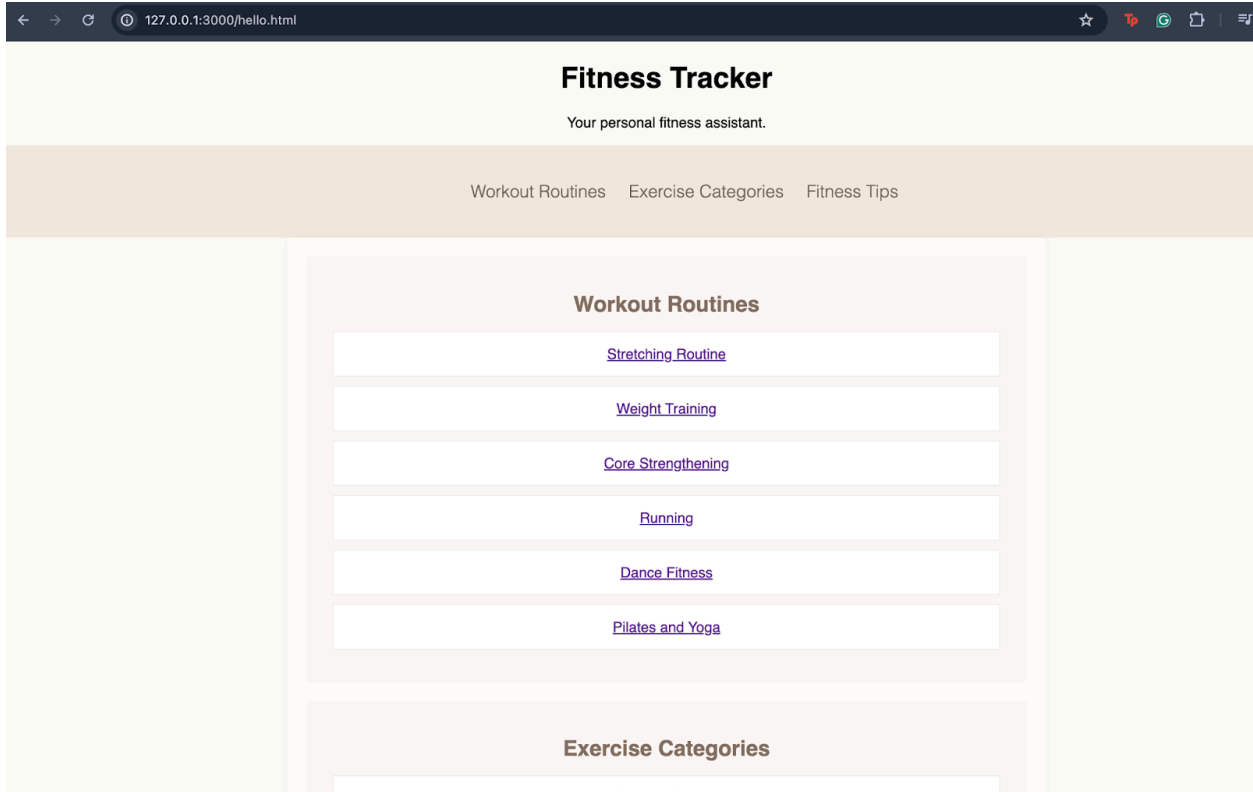 127.0.0.1:3000/hello.html
Tp
G
Fitness Tracker
Your personal fitness assistant.
Workout Routines Exercise Categories Fitness Tips
Workout Routines
Stretching Routine
Weight Training
Core Strengthening
Running
Dance Fitness
Pilates and Yoga
Exercise Categories